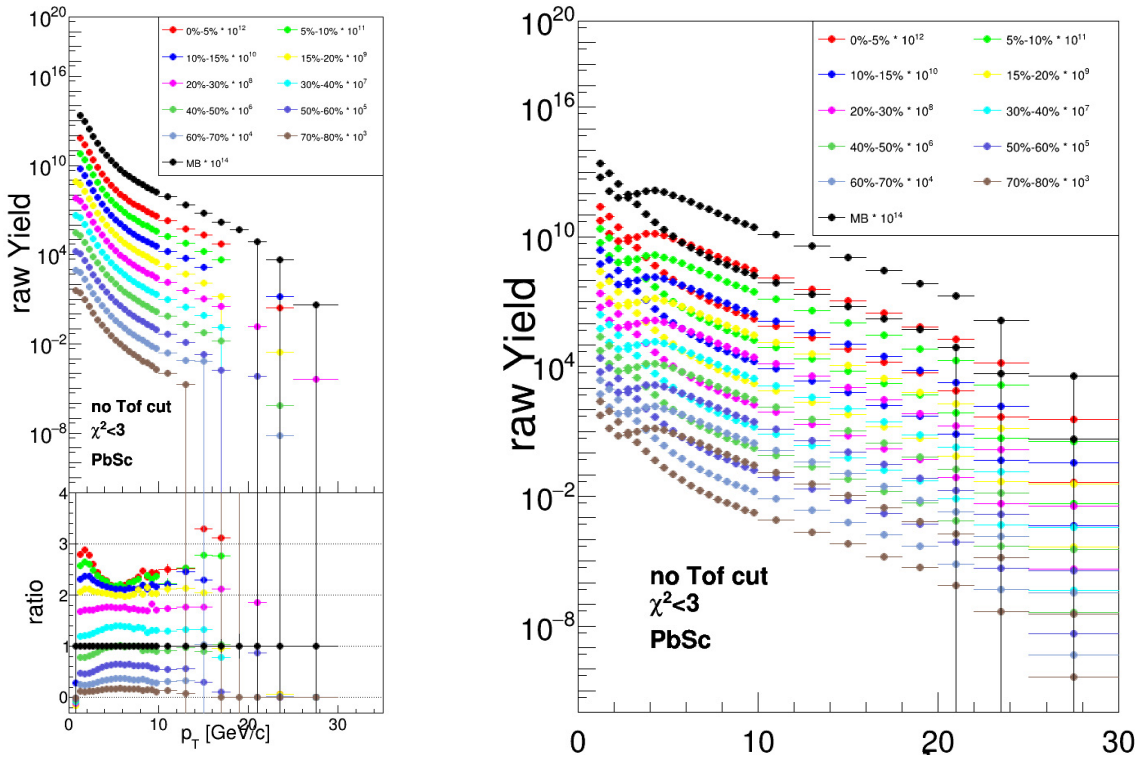 10^20
0%-5% * 10^12
5%-10% * 10^11
10%-15% * 10^10
15%-20% * 10^9
20%-30% * 10^8
30%-40% * 10^7
40%-50% * 10^6
50%-60% * 10^5
60%-70% * 10^4
70%-80% * 10^3
MB * 10^14
10^16
10^10
10^4
10^-2
10^-8
raw Yield
no Tof cut
χ^2<3
PbSc
4
3
2
1
0
ratio
0 10 20 30
p_T [GeV/c]
10^20
0%-5% * 10^12
5%-10% * 10^11
10%-15% * 10^10
15%-20% * 10^9
20%-30% * 10^8
30%-40% * 10^7
40%-50% * 10^6
50%-60% * 10^5
60%-70% * 10^4
70%-80% * 10^3
MB * 10^14
10^16
10^10
10^4
10^-2
10^-8
raw Yield
no Tof cut
χ^2<3
PbSc
0 10 20 30